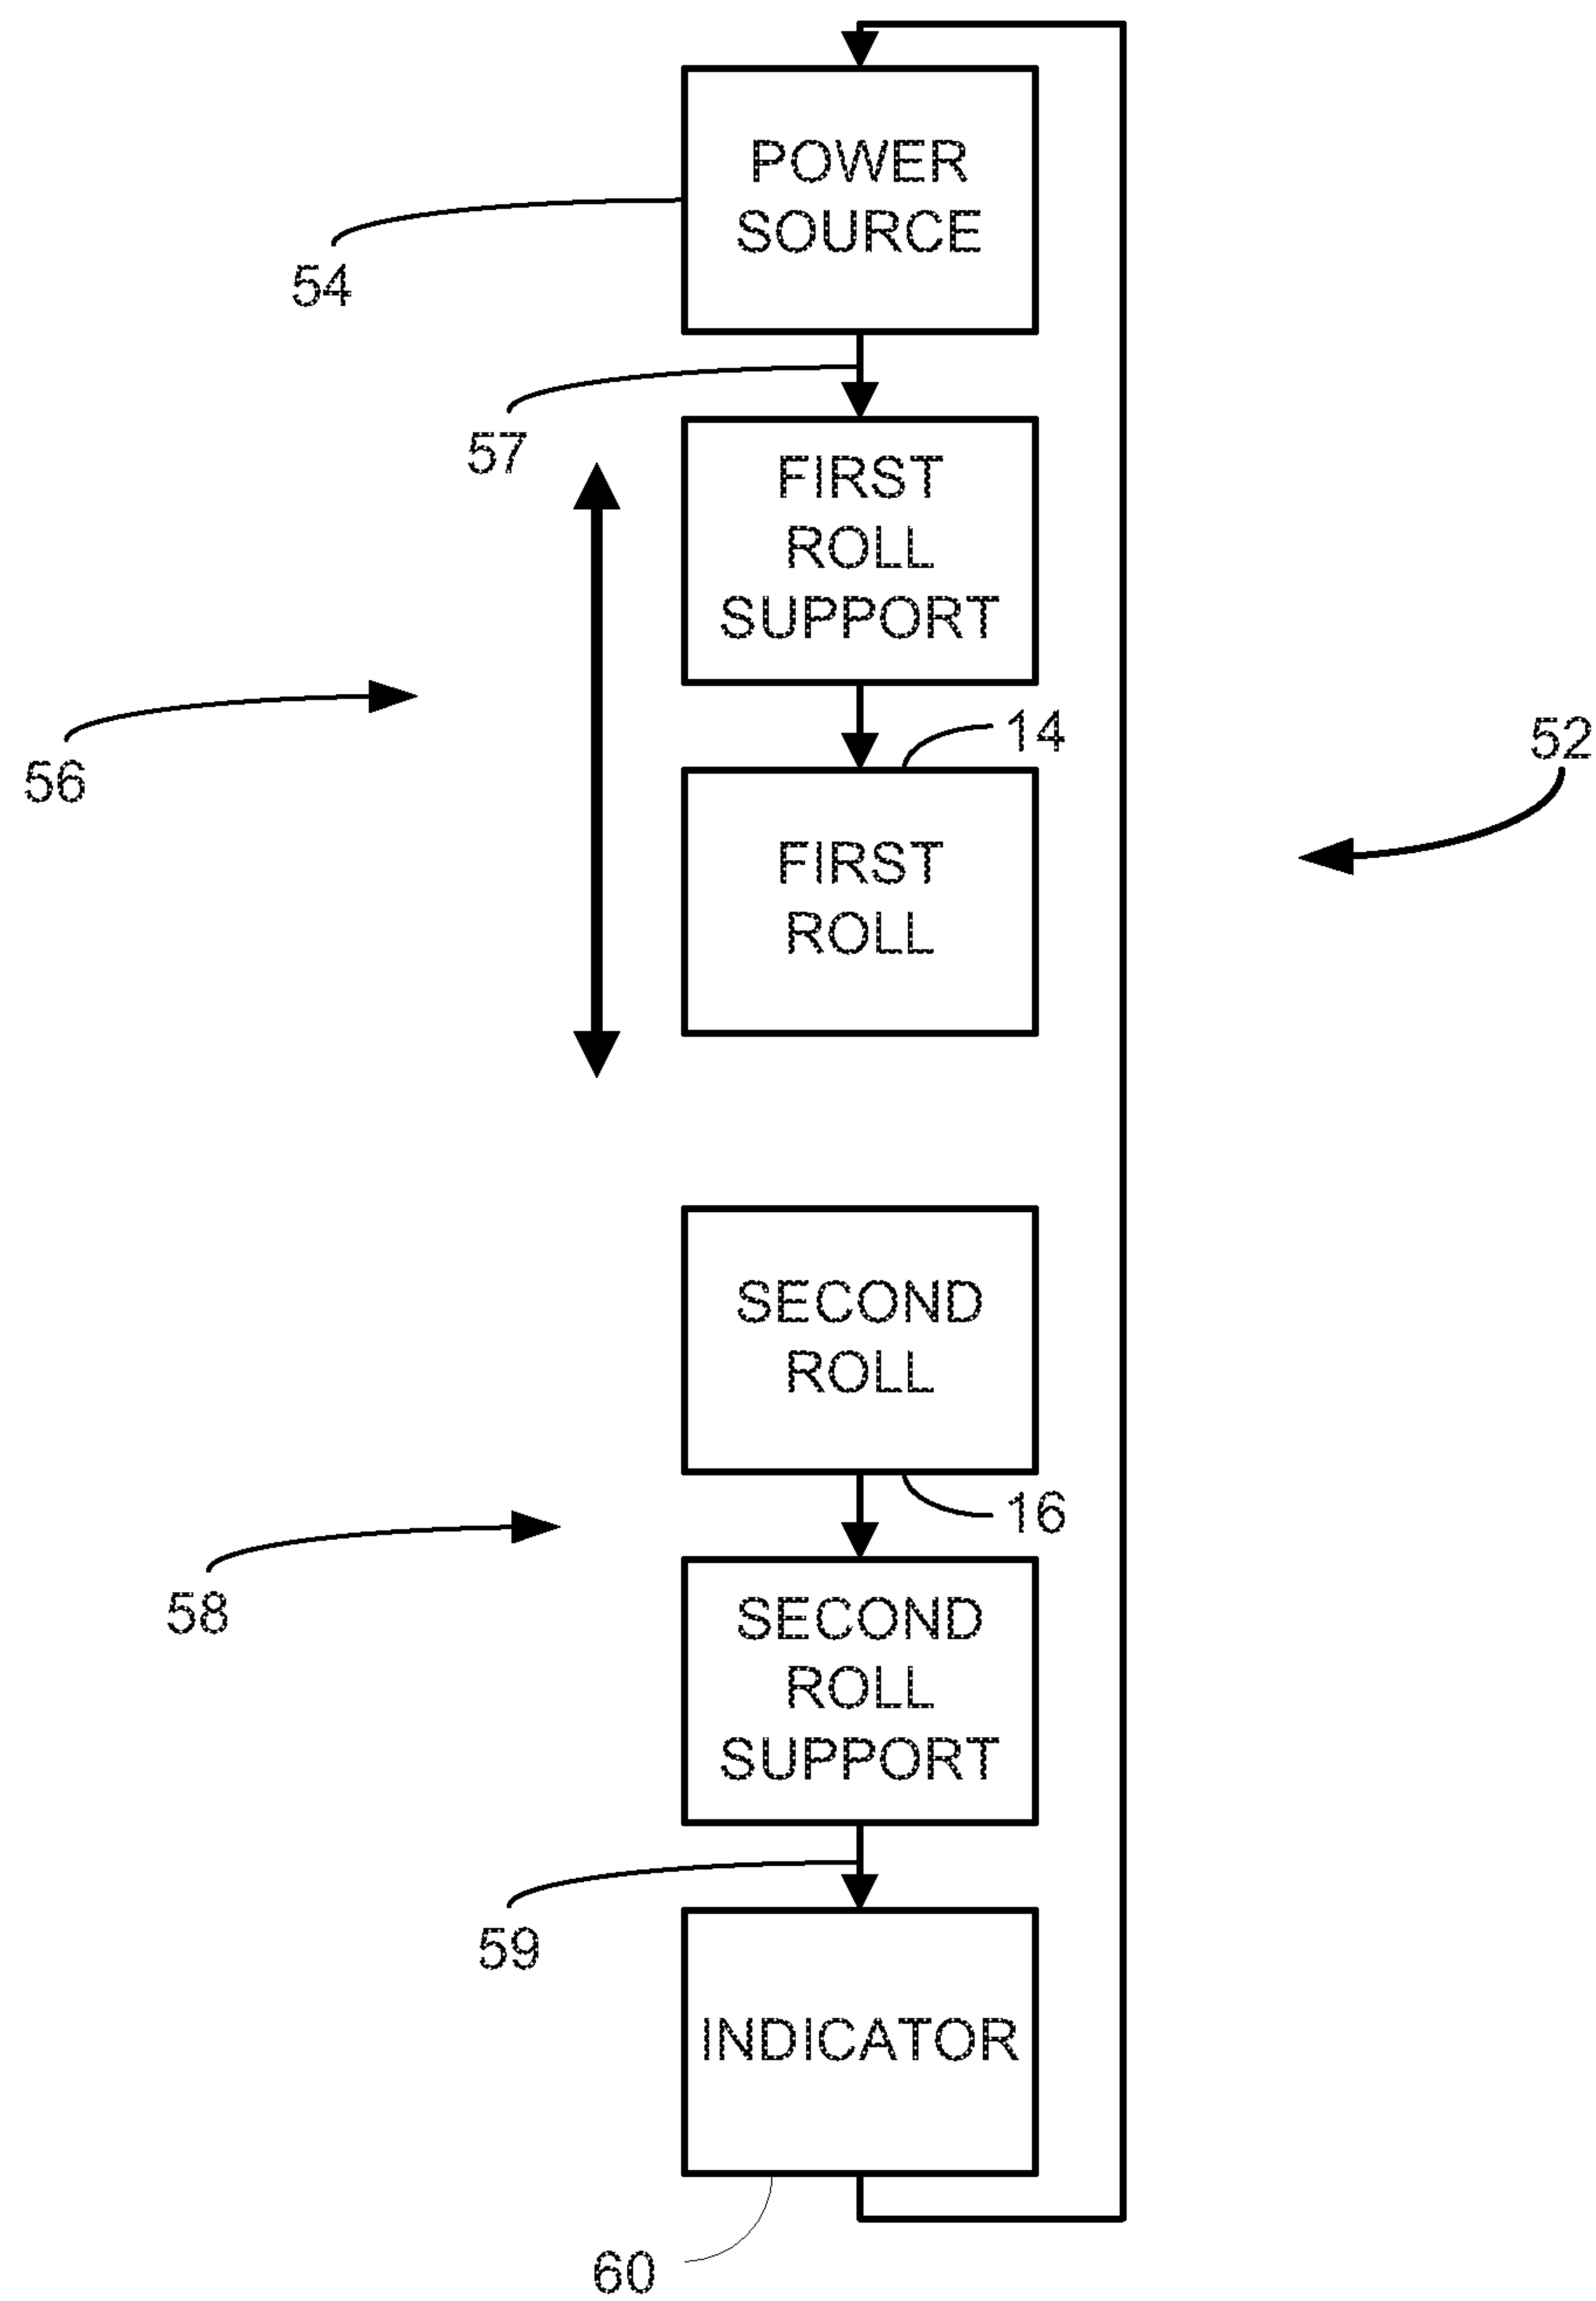 POWER
SOURCE
54
57
FIRST
ROLL
SUPPORT
14
52
56
FIRST
ROLL
SECOND
ROLL
16
58
SECOND
ROLL
SUPPORT
59
INDICATOR
60